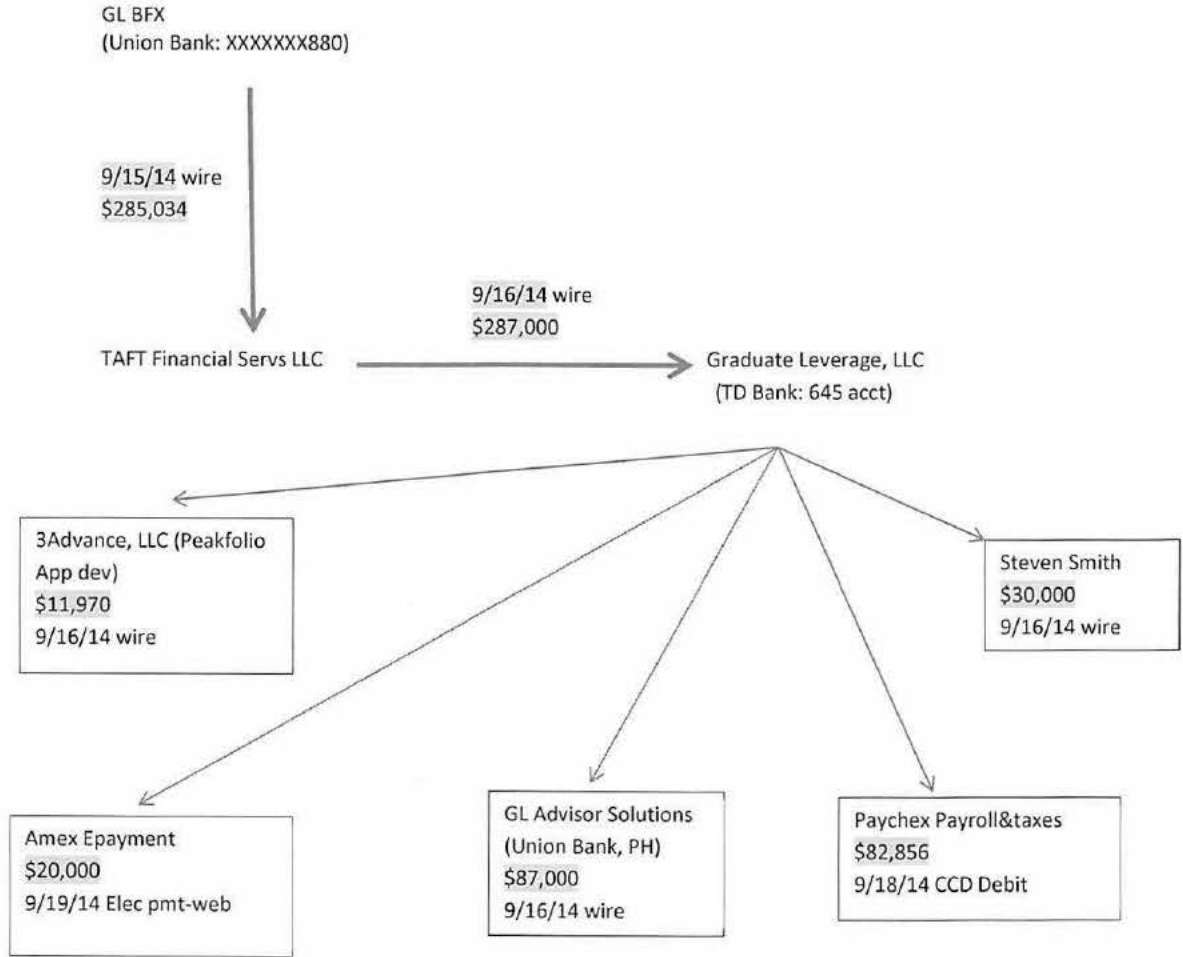 GL BFX
(Union Bank: XXXXXXX880)
9/15/14 wire
$285,034
9/16/14 wire
$287,000
TAFT Financial Servs LLC
Graduate Leverage, LLC
(TD Bank: 645 acct)
3Advance, LLC (Peakfolio
App dev)
$11,970
9/16/14 wire
Steven Smith
$30,000
9/16/14 wire
Amex Epayment
$20,000
9/19/14 Elec pmt-web
GL Advisor Solutions
(Union Bank, PH)
$87,000
9/16/14 wire
Paychex Payroll&taxes
$82,856
9/18/14 CCD Debit